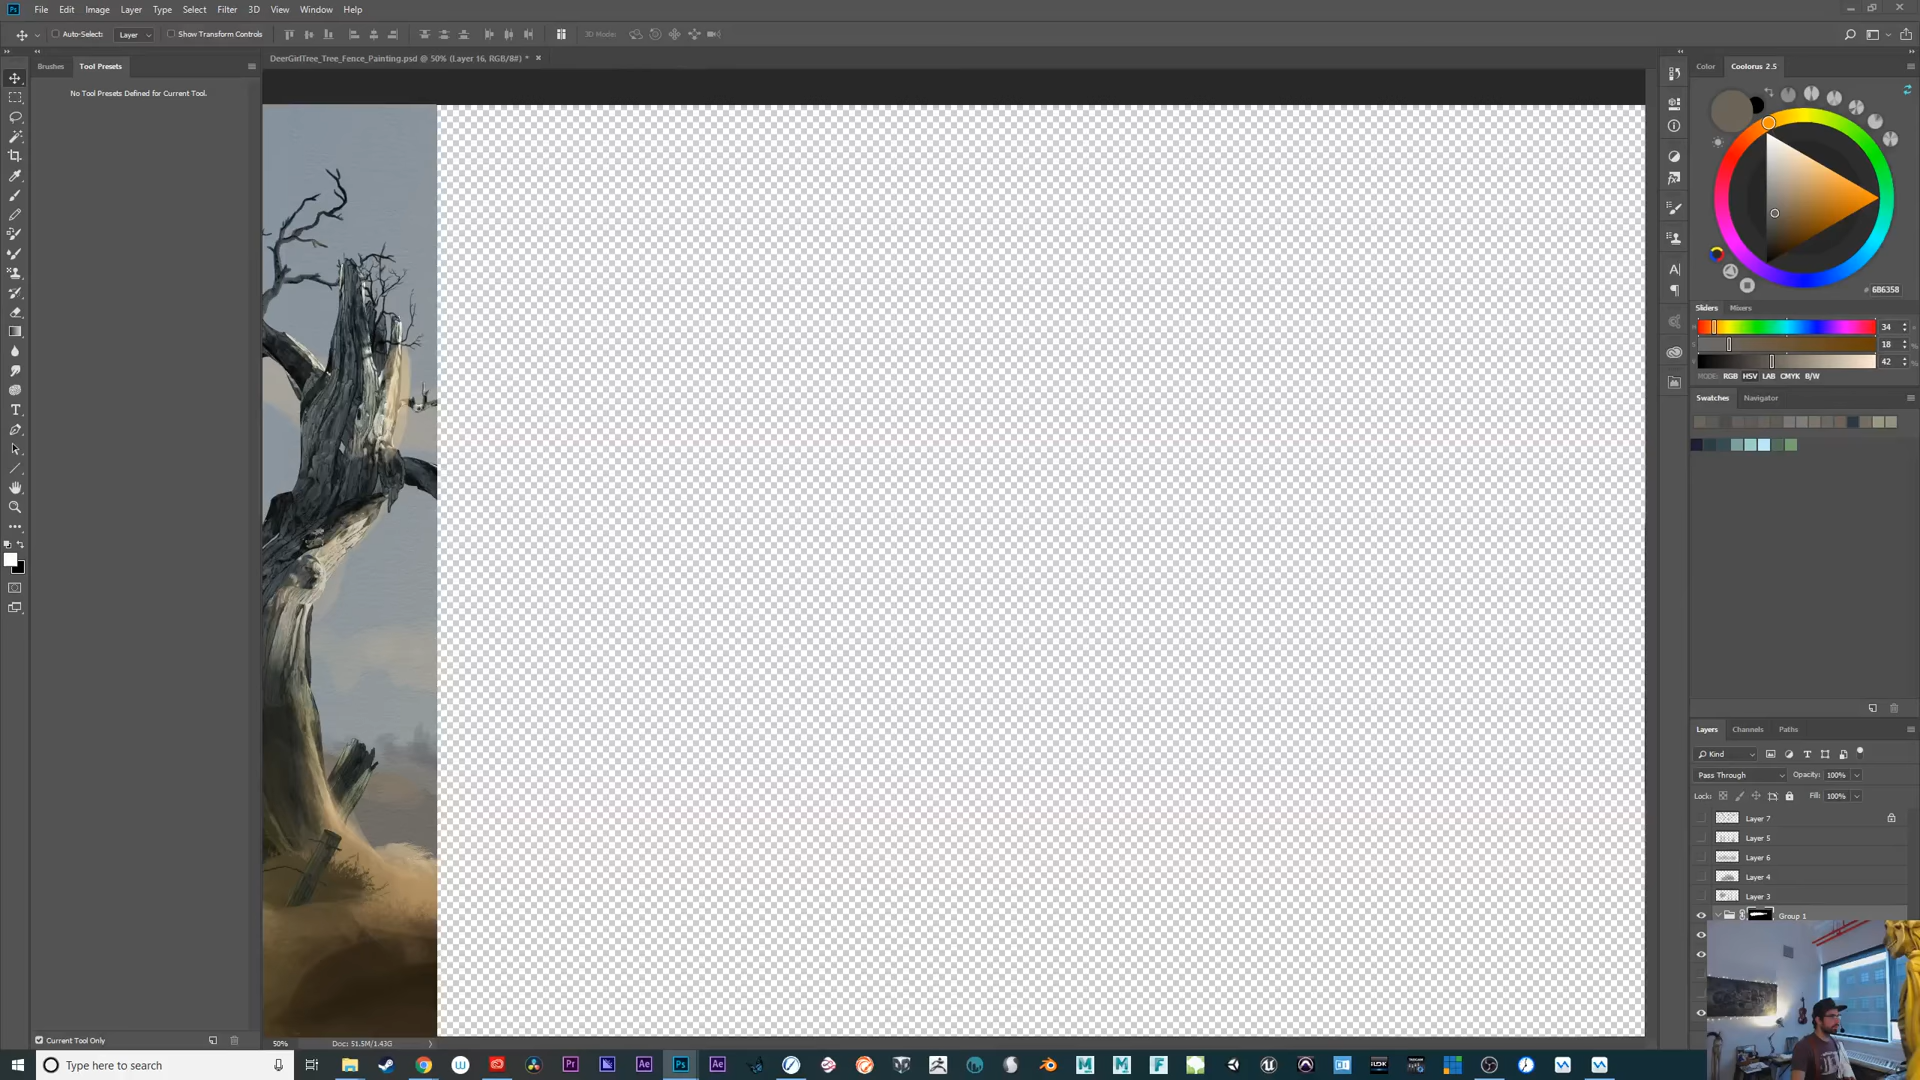 File Edit Image Layer Type Select Filter 3D View Window Help
Auto-Select: Layer Show Transform Controls 3D Mode:
Brushes Tool Presets
No Tool Presets Defined for Current Tool.
DeerGirlTree_Tree_Fence_Painting.psd @ 50% (Layer 16, RGB/8#) *
Color Coolorus 2.5
# 6B6358
Sliders Mixers
34
18
42
MODE: RGB HSV LAB CMYK B/W
Swatches Navigator
Layers Channels Paths
Kind
Pass Through Opacity: 100%
Lock: Fill: 100%
Layer 7
Layer 5
Layer 6
Layer 4
Layer 3
Group 1
Current Tool Only
50% Doc: 51.5M/1.43G
Type here to search